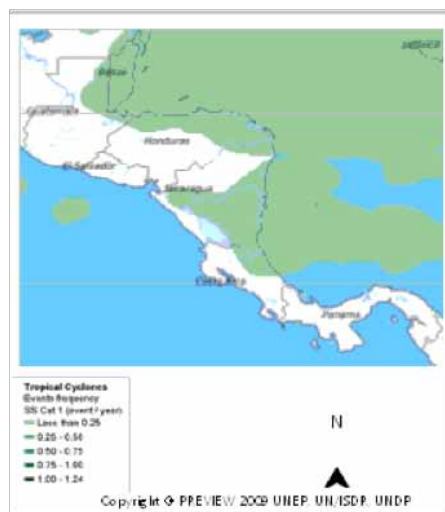 Jamaica
Belize
Guatemala
Honduras
El Salvador
Nicaragua
Costa Rica
Panama
Tropical Cyclones
Events frequency
SS Cat 1 (event / year)
Less than 0.25
0.25 - 0.50
0.50 - 0.75
0.75 - 1.00
1.00 - 1.24
N
Copyright © PREVIEW 2009 UNEP, UN/ISDR, UNDP